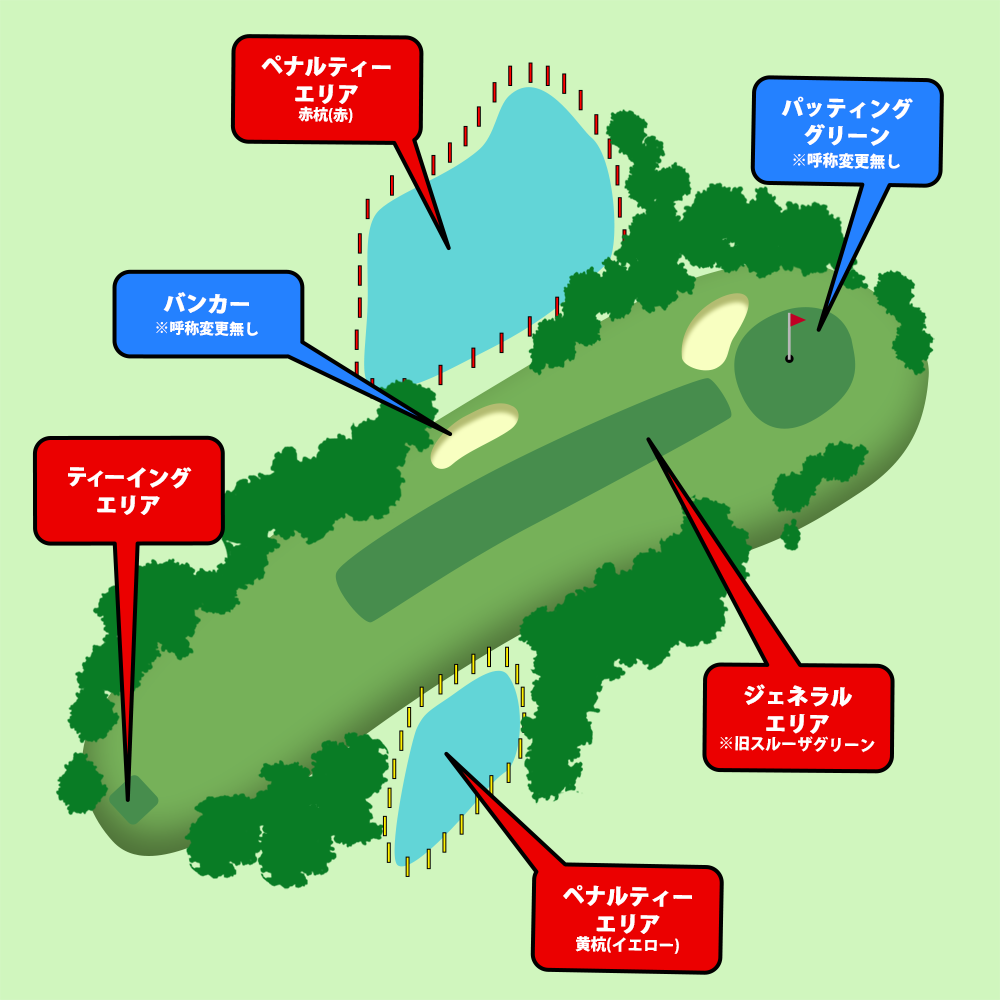 ペナルティー
エリア
赤杭(赤)
パッティング
グリーン
※呼称変更無し
バンカー
※呼称変更無し
ティーイング
エリア
ジェネラル
エリア
※旧スルーザグリーン
ペナルティー
エリア
黄杭(イエロー)